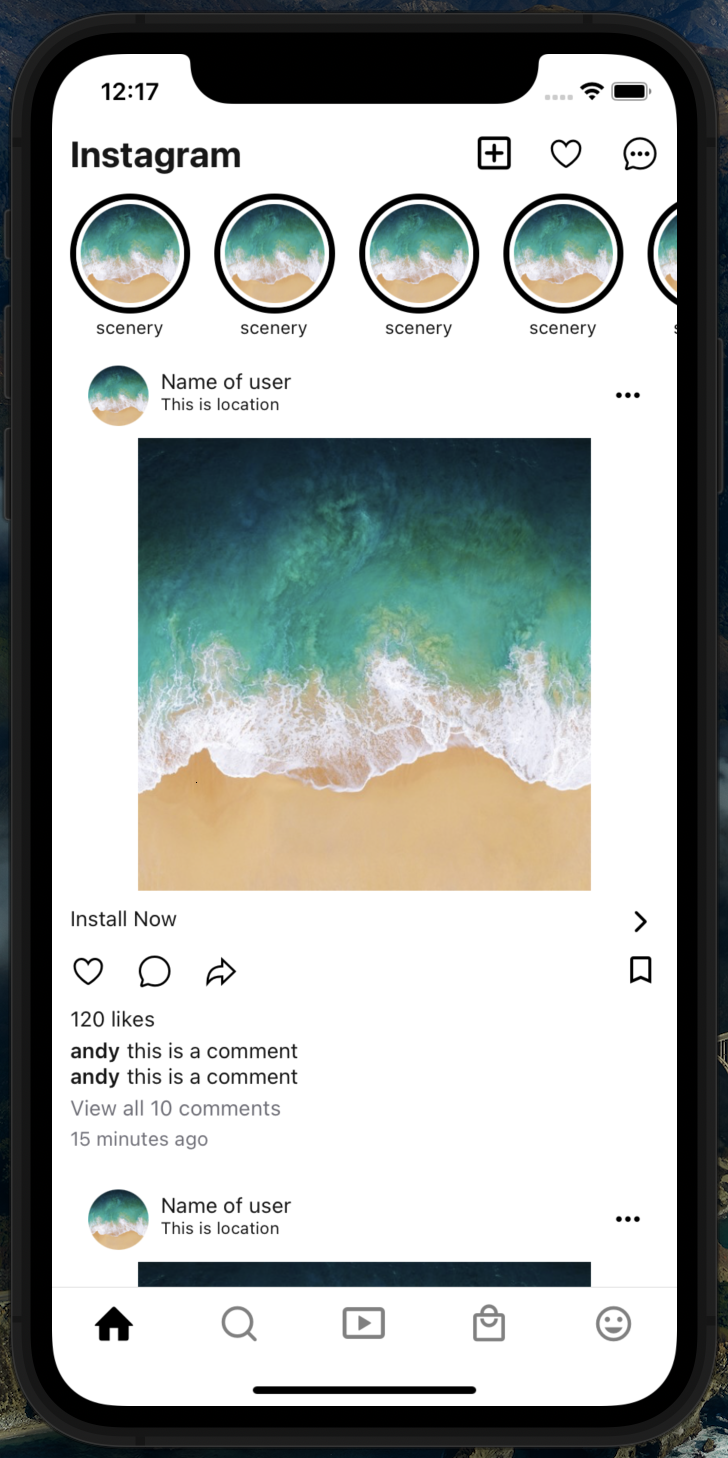 12:17
Instagram
scenery scenery scenery scenery s
Name of user
This is location
Install Now
120 likes
andy this is a comment
andy this is a comment
View all 10 comments
15 minutes ago
Name of user
This is location